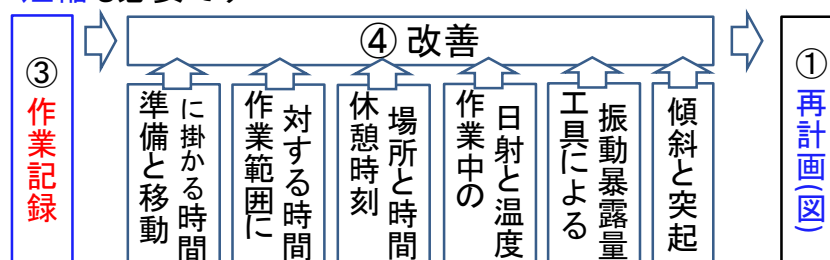 も必要です
③作業記録
④改善
準備と移動
に掛かる時間
作業範囲に
対する時間
休憩時刻
場所と時間
作業中の
日射と温度
工具による
振動暴露量
傾斜と突起
①再計画(図)